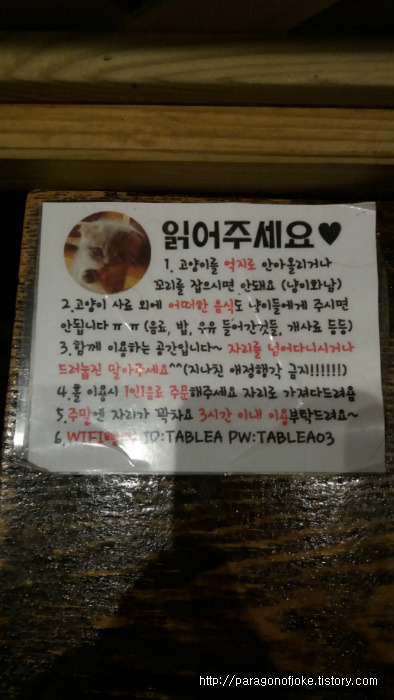 읽어주세요♥
1. 고양이를 억지로 안아올리거나
꼬리를 잡으시면 안돼요 (냥이와냥)
2.고양이 사료 외에 어떠한 음식도 냥이들에게 주시면
안됩니다 ㅠㅠ (음료, 밥, 우유 들어간것들, 개사료 등등)
3.함께 이용하는 공간입니다~ 자리를 넘어다니시거나
드러눕진 말아주세요^^(지나친 애정행각 금지!!!!!!)
4.홀 이용시 1인1음료 주문해주세요 자리로 가져다드려욤
5.주말엔 자리가 꽉차요 3시간 이내 이용부탁드려요~
6.WIFI ID:TABLEA PW:TABLEA03
http://paragonofjoke.tistory.com